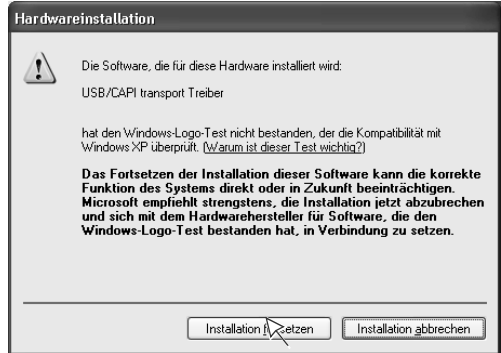 Hardwareinstallation
Die Software, die für diese Hardware installiert wird:
USB/CAPI transport Treiber
hat den Windows-Logo-Test nicht bestanden, der die Kompatibilität mit
Windows XP überprüft. (Warum ist dieser Test wichtig?)
Das Fortsetzen der Installation dieser Software kann die korrekte
Funktion des Systems direkt oder in Zukunft beeinträchtigen.
Microsoft empfiehlt strengstens, die Installation jetzt abzubrechen
und sich mit dem Hardwarehersteller für Software, die den
Windows-Logo-Test bestanden hat, in Verbindung zu setzen.
Installation fortsetzen
Installation abbrechen